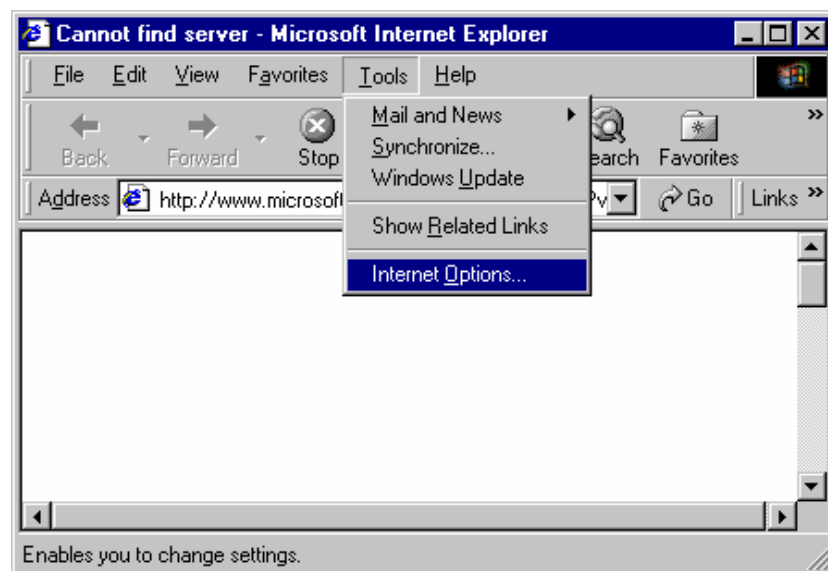 Cannot find server - Microsoft Internet Explorer
File Edit View Favorites Tools Help
Back Forward Stop earch Favorites »
Address http://www.microsoft ?v Go Links »
Mail and News
Synchronize...
Windows Update
Show Related Links
Internet Options...
Enables you to change settings.